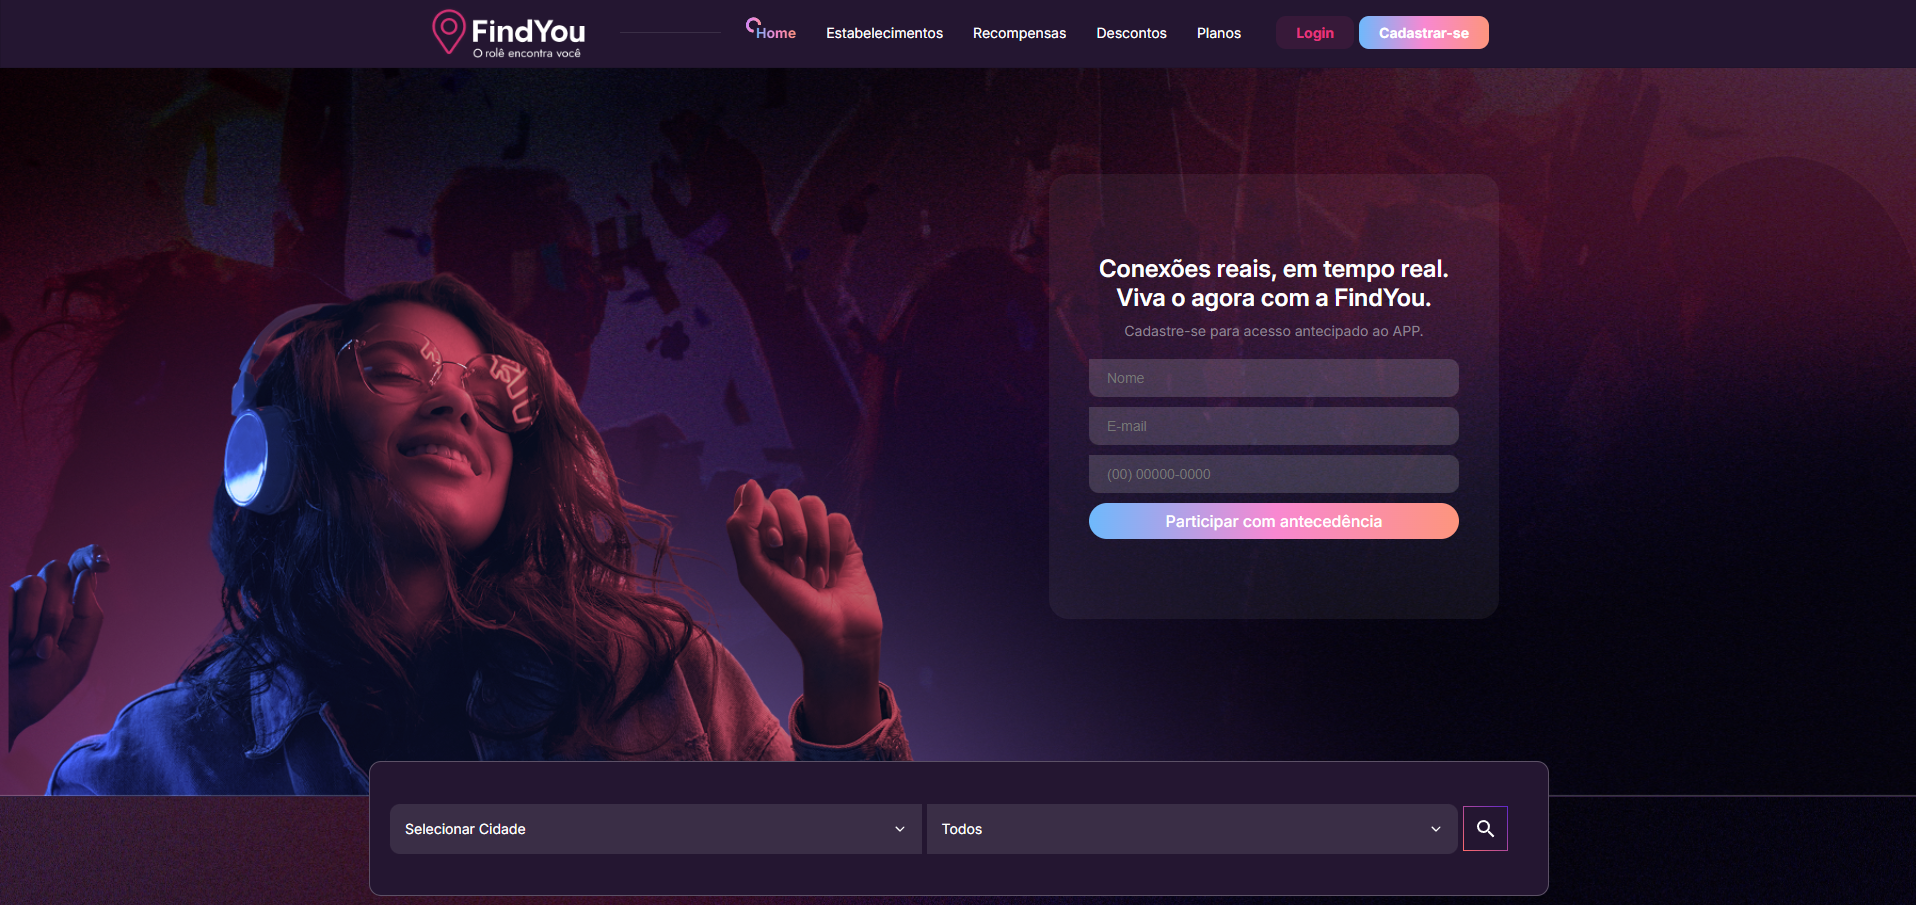 FindYou
O rolê encontra você
Home
Estabelecimentos
Recompensas
Descontos
Planos
Login
Cadastrar-se
Conexões reais, em tempo real.
Viva o agora com a FindYou.
Cadastre-se para acesso antecipado ao APP.
Nome
E-mail
(00) 00000-0000
Participar com antecedência
Selecionar Cidade
Todos